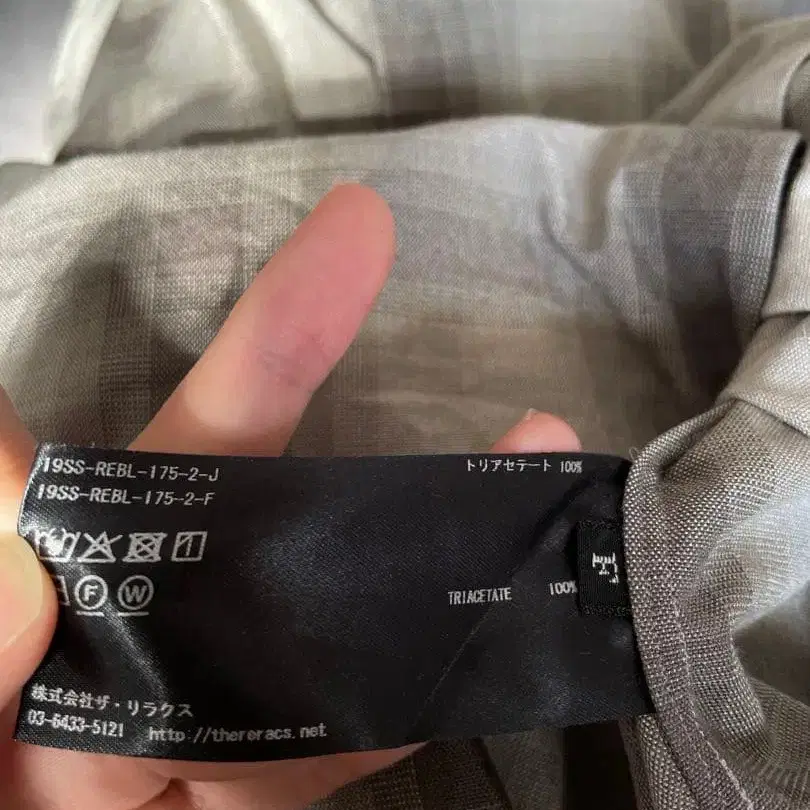 19SS-REBL-175-2-J
19SS-REBL-175-2-F
トリアセテート 100%
TRIACETATE 100%
F W
株式会社ザ・リラクス
03-6433-5121 http://thereracs.net